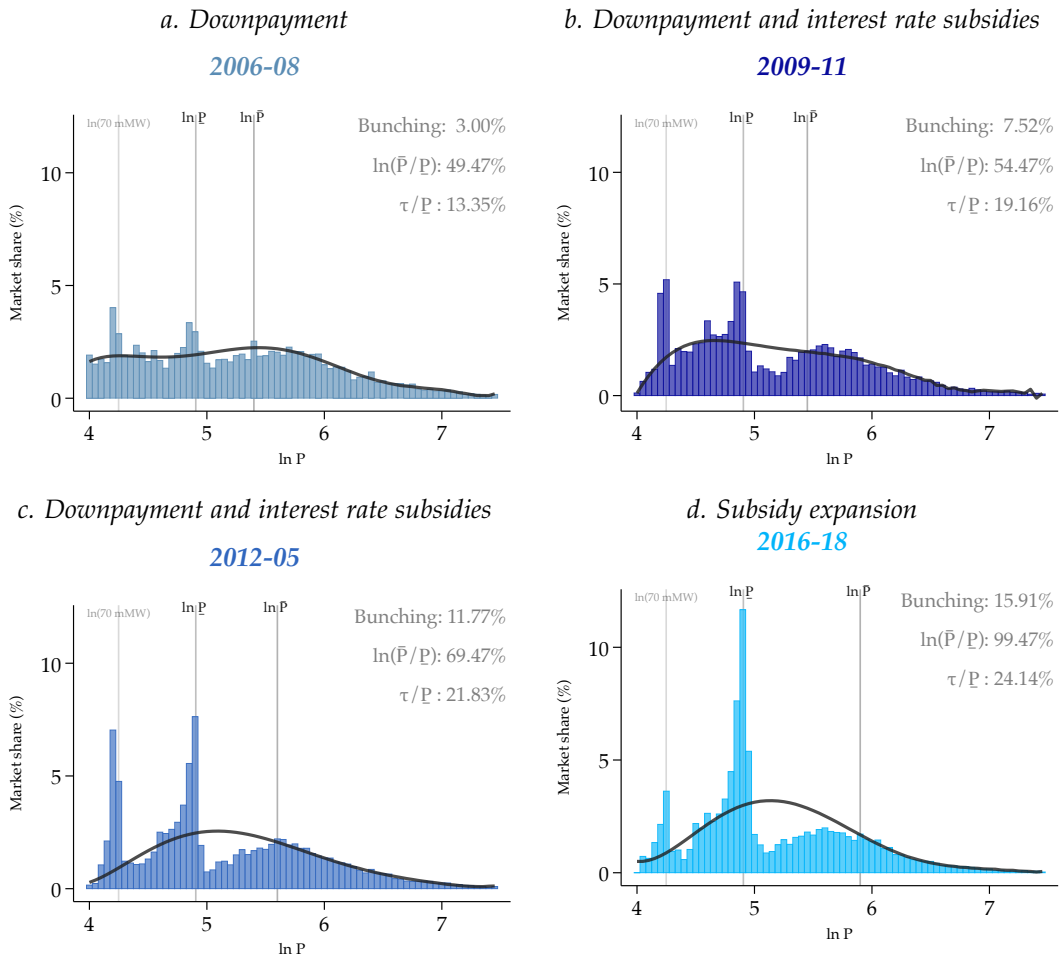 a. Downpayment
2006-08
ln(70 mMW)
ln P̲
ln P̄
Bunching: 3.00%
ln(P̄/P̲): 49.47%
τ/P̲ : 13.35%
Market share (%)
10
5
0
4 5 6 7
ln P
b. Downpayment and interest rate subsidies
2009-11
ln(70 mMW)
ln P̲
ln P̄
Bunching: 7.52%
ln(P̄/P̲): 54.47%
τ/P̲ : 19.16%
Market share (%)
10
5
0
4 5 6 7
ln P
c. Downpayment and interest rate subsidies
2012-05
ln(70 mMW)
ln P̲
ln P̄
Bunching: 11.77%
ln(P̄/P̲): 69.47%
τ/P̲ : 21.83%
Market share (%)
10
5
0
4 5 6 7
ln P
d. Subsidy expansion
2016-18
ln(70 mMW)
ln P̲
ln P̄
Bunching: 15.91%
ln(P̄/P̲): 99.47%
τ/P̲ : 24.14%
Market share (%)
10
5
0
4 5 6 7
ln P